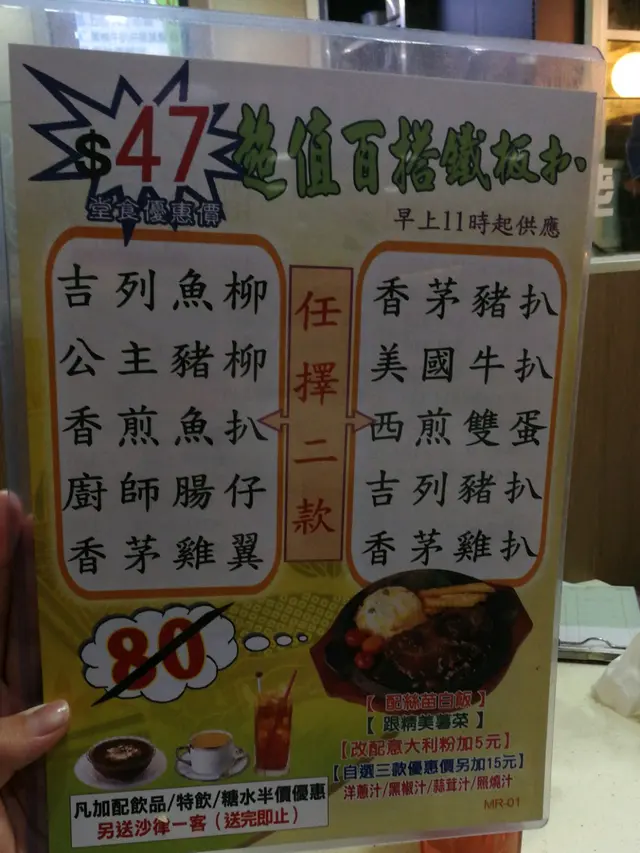 $47
堂食優惠價
超值百搭鐵板扒
早上11時起供應
吉列魚柳
公主豬柳
香煎魚扒
廚師腸仔
香茅雞翼
任擇二款
香茅豬扒
美國牛扒
西煎雙蛋
吉列豬扒
香茅雞扒
80
【配絲苗白飯】
【跟精美薯菜】
【改配意大利粉加5元】
【自選三款優惠價另加15元】
洋蔥汁/黑椒汁/蒜茸汁/照燒汁
凡加配飲品/特飲/糖水半價優惠
另送沙律一客（送完即止）
MR-01